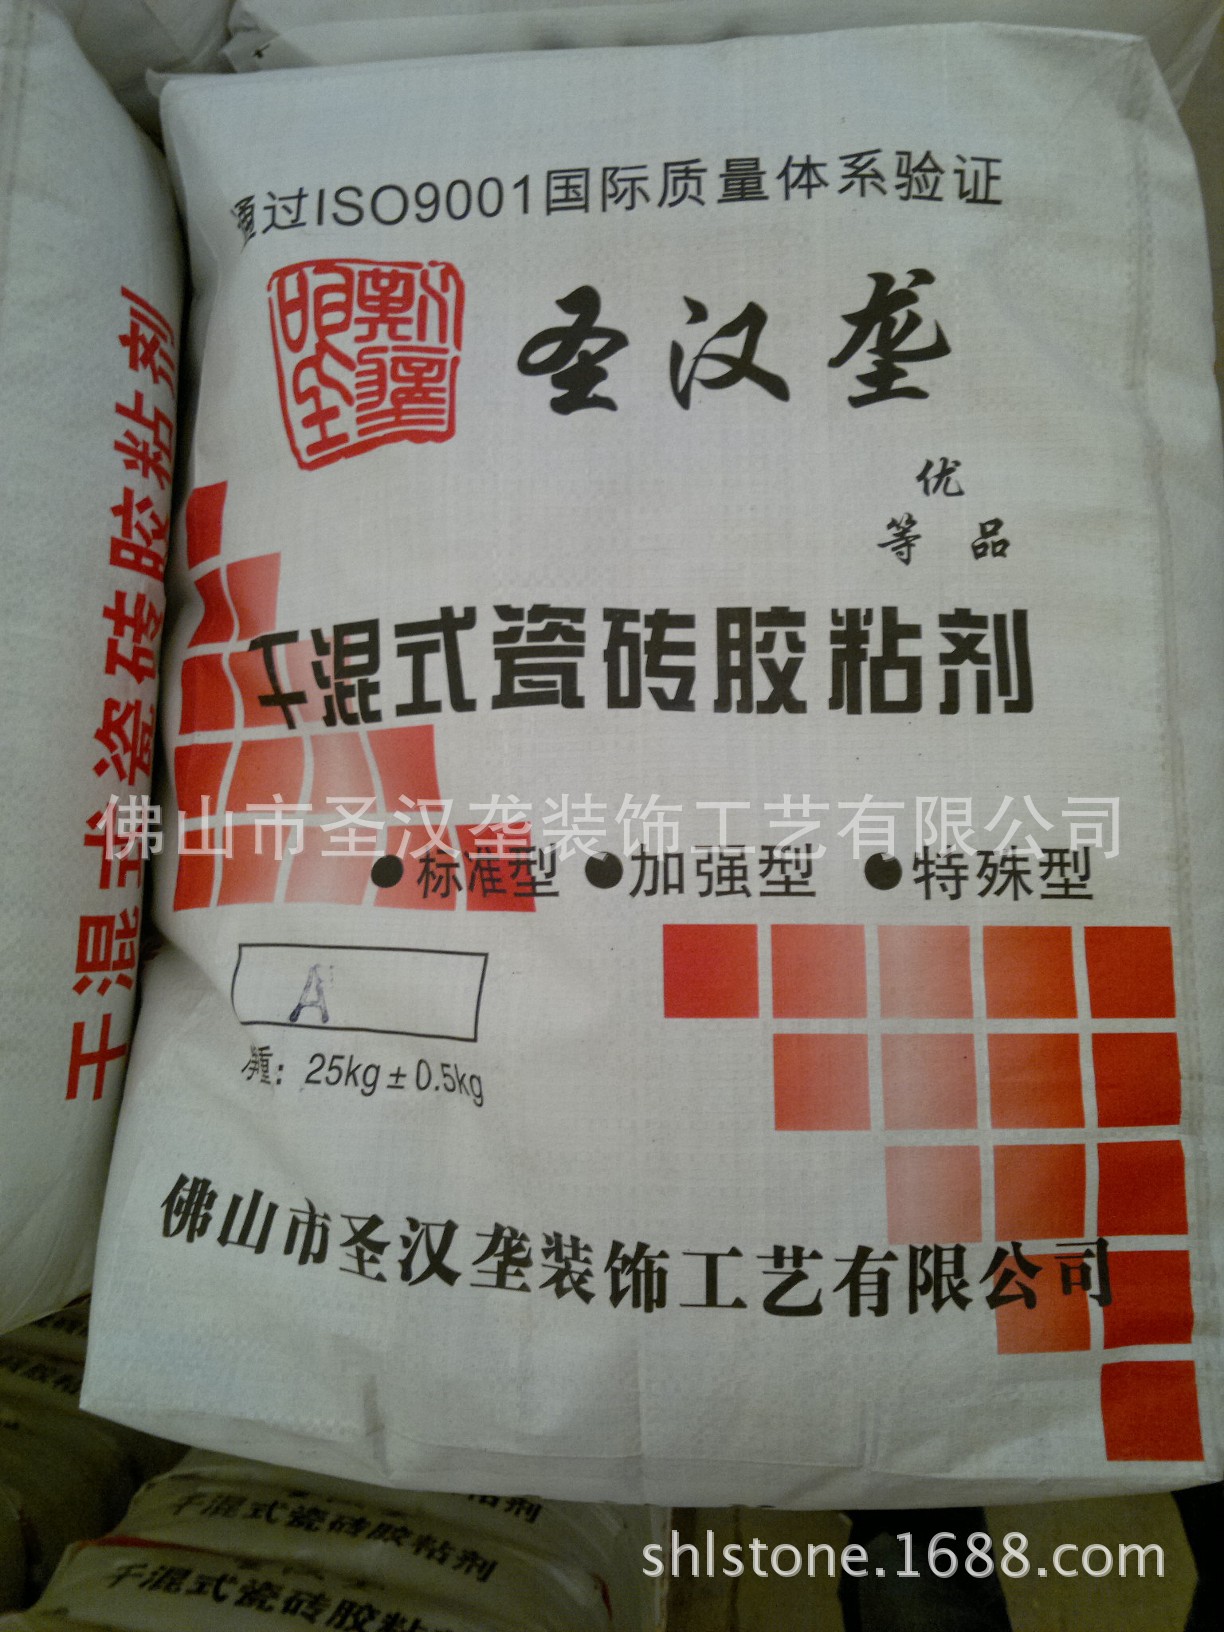 通过ISO9001国际质量体系验证
圣汉垄
优
等 品
干混式瓷砖胶粘剂
佛山市圣汉垄装饰工艺有限公司
●标准型 ●加强型 ●特殊型
A
净重：25kg±0.5kg
佛山市圣汉垄装饰工艺有限公司
干混式瓷砖胶粘剂
干混式瓷砖胶粘剂
干混式瓷砖胶粘
shlstone.1688.com